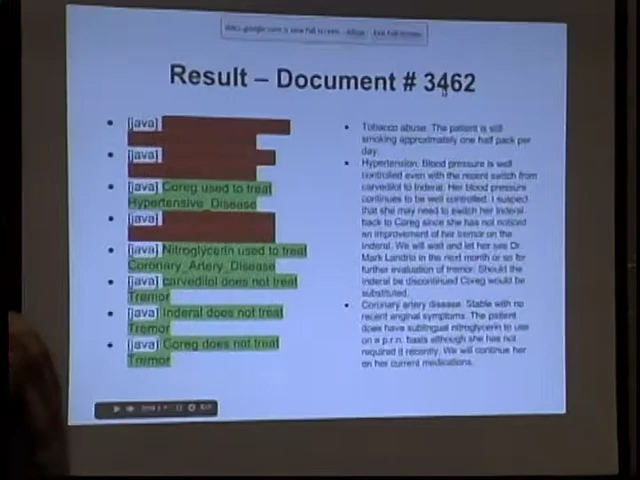 Result – Document # 3462
[java]
[java]
[java] Coreg used to treat
Hypertensive_Disease
[java]
[java] Nitroglycerin used to treat
Coronary_Artery_Disease
[java] carvedilol does not treat
Tremor
[java] Inderal does not treat
Tremor
[java] Coreg does not treat
Tremor
Tobacco abuse. The patient is still
smoking approximately one half pack per
day.
Hypertension. Blood pressure is well
controlled even with the recent switch from
carvedilol to Inderal. Her blood pressure
continues to be well controlled. I suspect
that she may need to switch her Inderal
back to Coreg since she has not noticed
an improvement of her tremor on the
Inderal. We will wait and let her see Dr.
Mark Landria in the next month or so for
further evaluation of tremor. Should the
Inderal be discontinued Coreg would be
substituted.
Coronary artery disease. Stable with no
recent anginal symptoms. The patient
does have sublingual nitroglycerin to use
on a p.r.n. basis although she has not
required it recently. We will continue her
on her current medications.